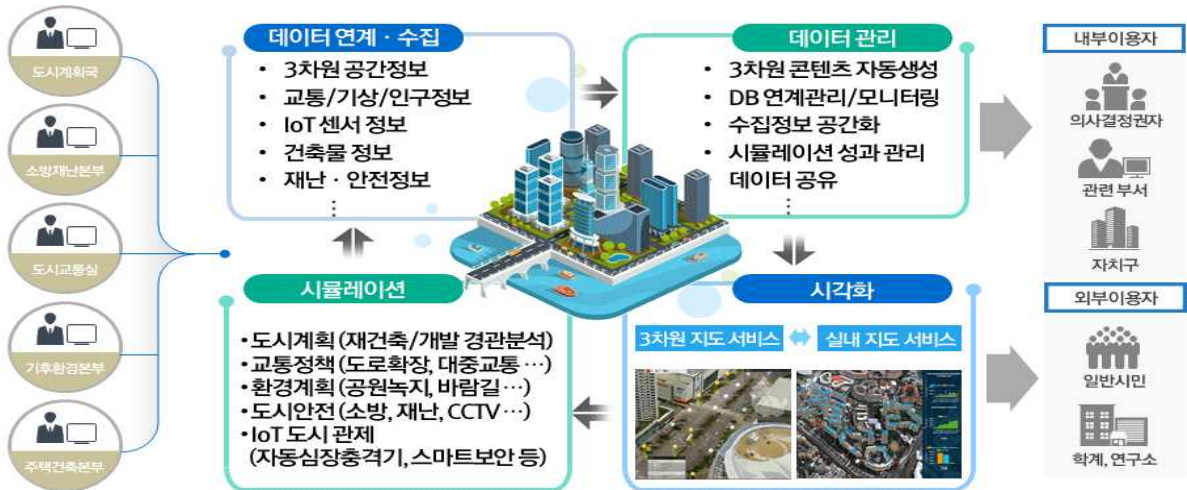 도시계획국
소방재난본부
도시교통실
기후환경본부
주택건축본부
데이터 연계 · 수집
• 3차원 공간정보
• 교통/기상/인구정보
• IoT 센서 정보
• 건축물 정보
• 재난 · 안전정보
⋮
데이터 관리
• 3차원 콘텐츠 자동생성
• DB 연계관리/모니터링
• 수집정보 공간화
• 시뮬레이션 성과 관리
데이터 공유
⋮
시뮬레이션
•도시계획 (재건축/개발 경관분석)
•교통정책 (도로확장, 대중교통 …)
•환경계획 (공원녹지, 바람길 …)
•도시안전 (소방, 재난, CCTV …)
•IoT 도시 관제
(자동심장충격기, 스마트보안 등)
시각화
3차원 지도 서비스
실내 지도 서비스
내부이용자
의사결정권자
관련 부서
자치구
외부이용자
일반시민
학계, 연구소